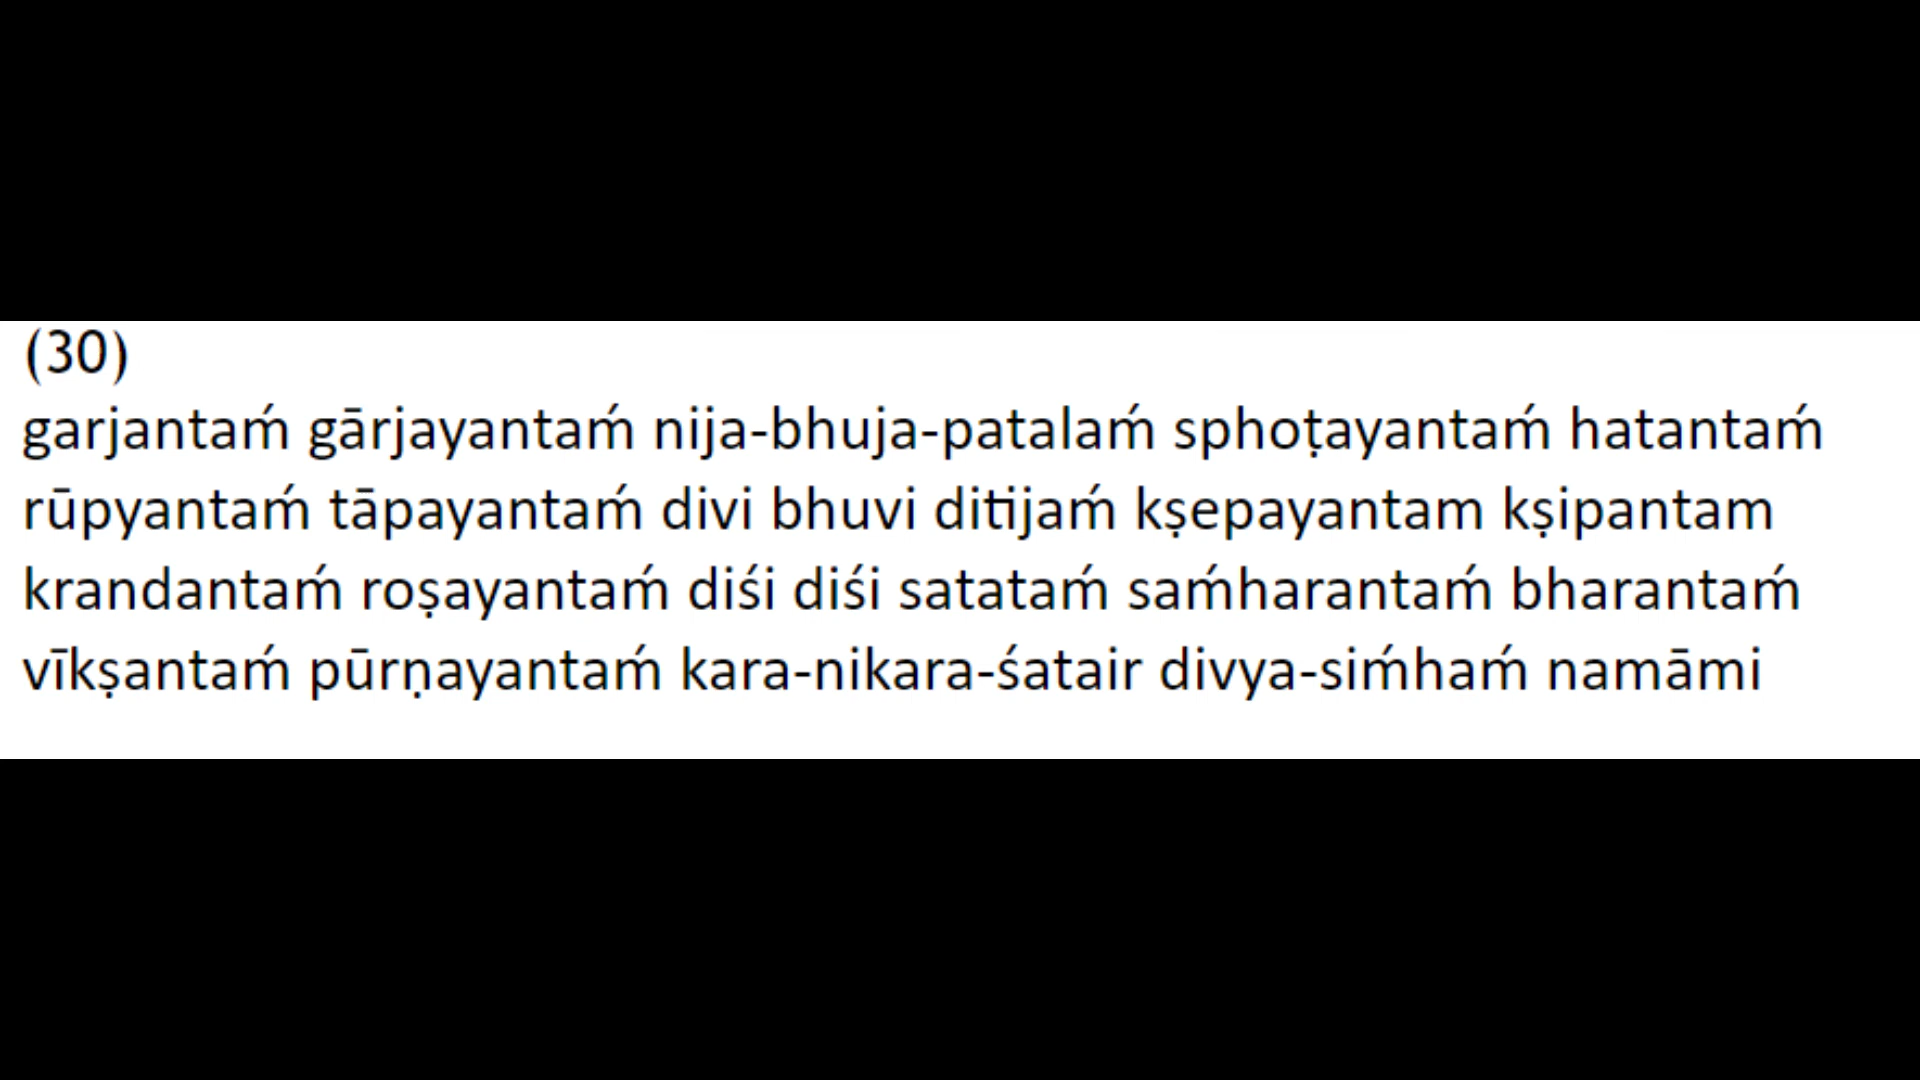 (30)
garjantaḿ gārjayantaḿ nija-bhuja-patalaḿ sphoṭayantaḿ hatantaḿ
rūpyantaḿ tāpayantaḿ divi bhuvi ditijaḿ kṣepayantam kṣipantam
krandantaḿ roṣayantaḿ diśi diśi satataḿ saḿharantaḿ bharantaḿ
vīkṣantaḿ pūrṇayantaḿ kara-nikara-śatair divya-siḿhaḿ namāmi